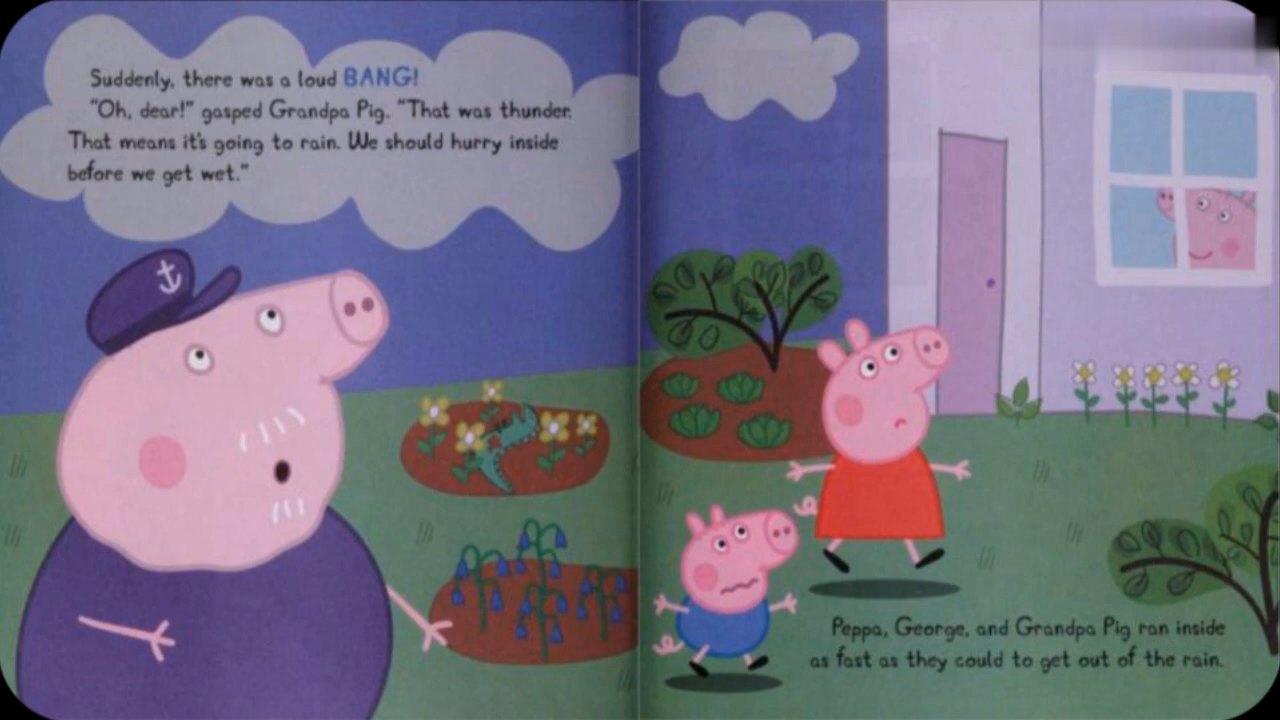 Suddenly, there was a loud BANG!
"Oh, dear!" gasped Grandpa Pig. "That was thunder.
That means it's going to rain. We should hurry inside
before we get wet."
Peppa, George, and Grandpa Pig ran inside
as fast as they could to get out of the rain.